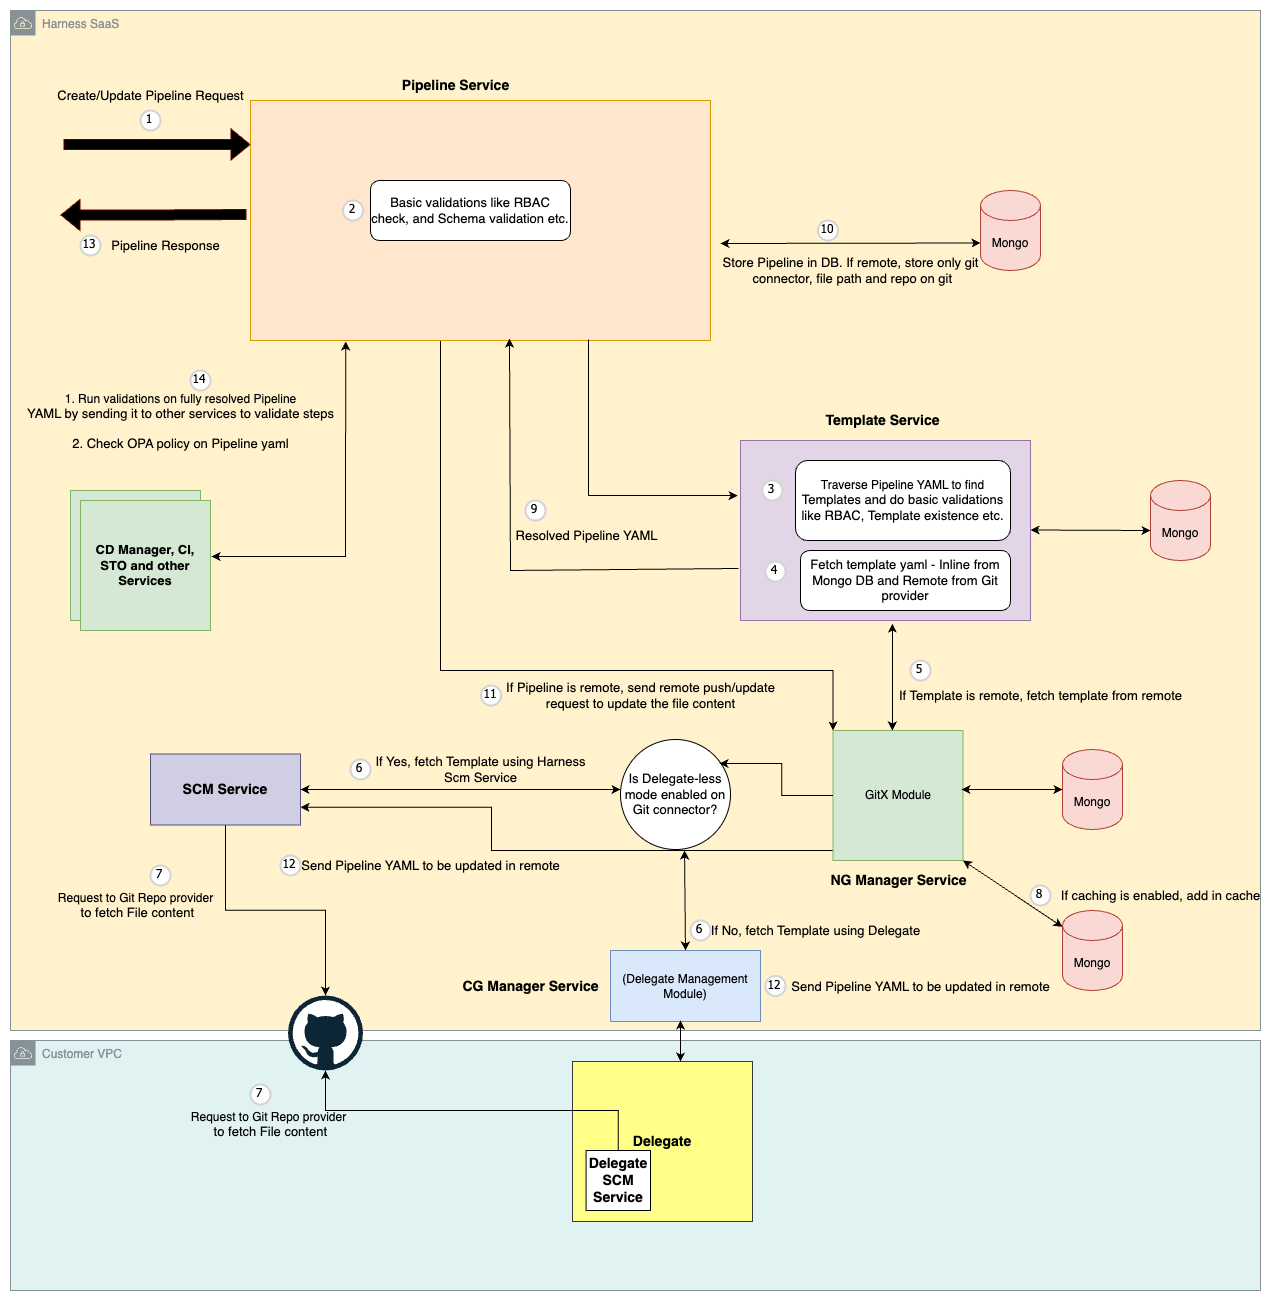 Harness SaaS
Pipeline Service
Create/Update Pipeline Request
1
2
Basic validations like RBAC
check, and Schema validation etc.
13
Pipeline Response
10
Mongo
Store Pipeline in DB. If remote, store only git
connector, file path and repo on git
14
1. Run validations on fully resolved Pipeline
YAML by sending it to other services to validate steps
2. Check OPA policy on Pipeline yaml
Template Service
3
Traverse Pipeline YAML to find
Templates and do basic validations
like RBAC, Template existence etc.
9
Resolved Pipeline YAML
Mongo
CD Manager, CI,
STO and other
Services
4
Fetch template yaml - Inline from
Mongo DB and Remote from Git
provider
5
If Template is remote, fetch template from remote
11
If Pipeline is remote, send remote push/update
request to update the file content
6
If Yes, fetch Template using Harness
Scm Service
SCM Service
Is Delegate-less
mode enabled on
Git connector?
GitX Module
Mongo
12
Send Pipeline YAML to be updated in remote
7
Request to Git Repo provider
to fetch File content
NG Manager Service
8
If caching is enabled, add in cache
6
If No, fetch Template using Delegate
Mongo
CG Manager Service
(Delegate Management
Module)
12
Send Pipeline YAML to be updated in remote
Customer VPC
7
Request to Git Repo provider
to fetch File content
Delegate
Delegate
SCM
Service